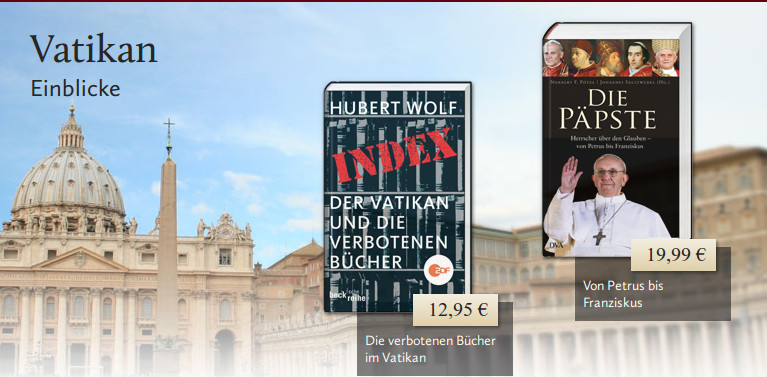 Vatikan
Einblicke
HUBERT WOLF
INDEX
DER VATIKAN
UND DIE
VERBOTENEN
BÜCHER
ZDF
beck
reihe
12,95 €
Die verbotenen Bücher
im Vatikan
DIE
PÄPSTE
Herrscher über den Glauben –
von Petrus bis Franziskus
DVA
19,99 €
Von Petrus bis
Franziskus